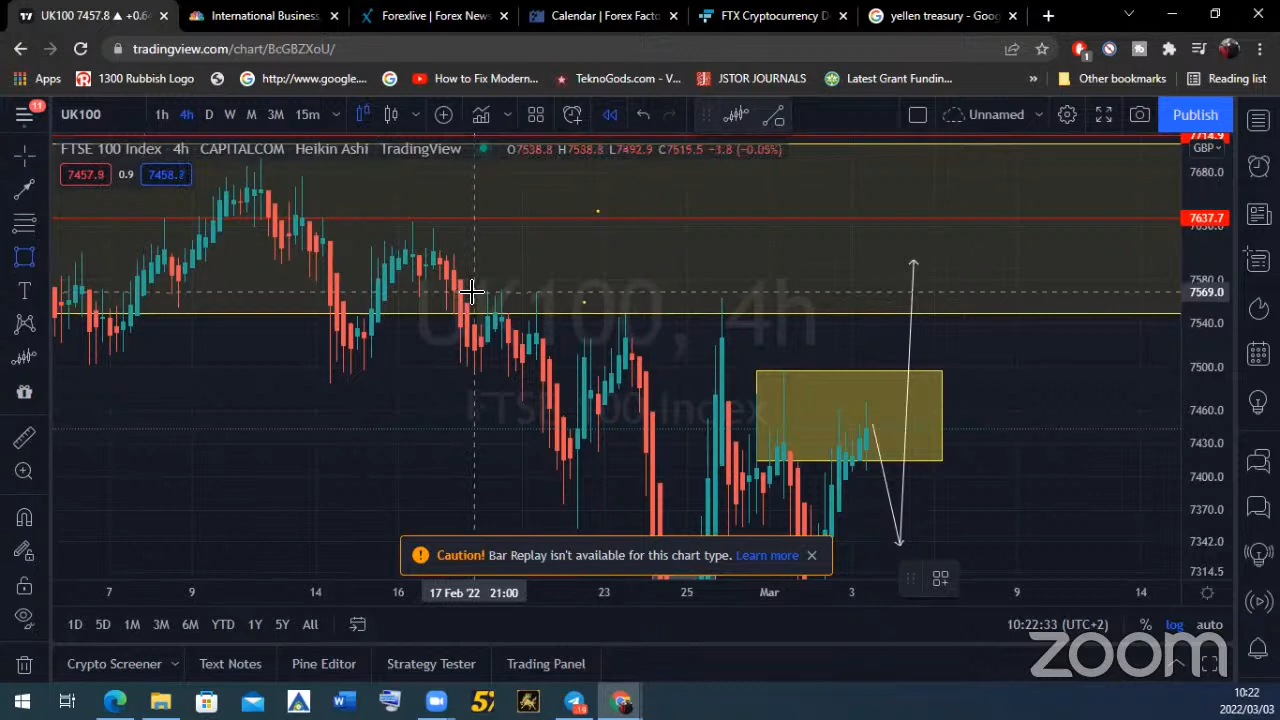 UK100 7457.8 ▲ +0.6
International Business,
Forexlive | Forex News
Calendar | Forex Facto
FTX Cryptocurrency D
yellen treasury - Goog
tradingview.com/chart/BcGBZXoU/
1
Apps
1300 Rubbish Logo
http://www.google....
How to Fix Modern...
TeknoGods.com - V...
JSTOR JOURNALS
Latest Grant Fundin...
»
Other bookmarks
Reading list
11
UK100
1h
4h
D
W
M
3M
15m
Unnamed
Publish
FTSE 100 Index · 4h · CAPITALCOM · Heikin Ashi · TradingView
O7538.8 H7538.8 L7492.9 C7515.5 −3.8 (−0.05%)
7457.9
0.9
7458.?
UK100, 4h
FTSE 100 Index
7714.9
GBP
7680.0
7637.7
7630.0
7580.0
7569.0
7540.0
7500.0
7460.0
7430.0
7400.0
7370.0
7342.0
7314.5
Caution! Bar Replay isn't available for this chart type. Learn more
7
14
16
17 Feb '22 21:00
23
25
Mar
3
9
14
1D
5D
1M
3M
6M
YTD
1Y
5Y
All
10:22:33 (UTC+2)
%
log
auto
Crypto Screener
Text Notes
Pine Editor
Strategy Tester
Trading Panel
zoom
10:22
2022/03/03